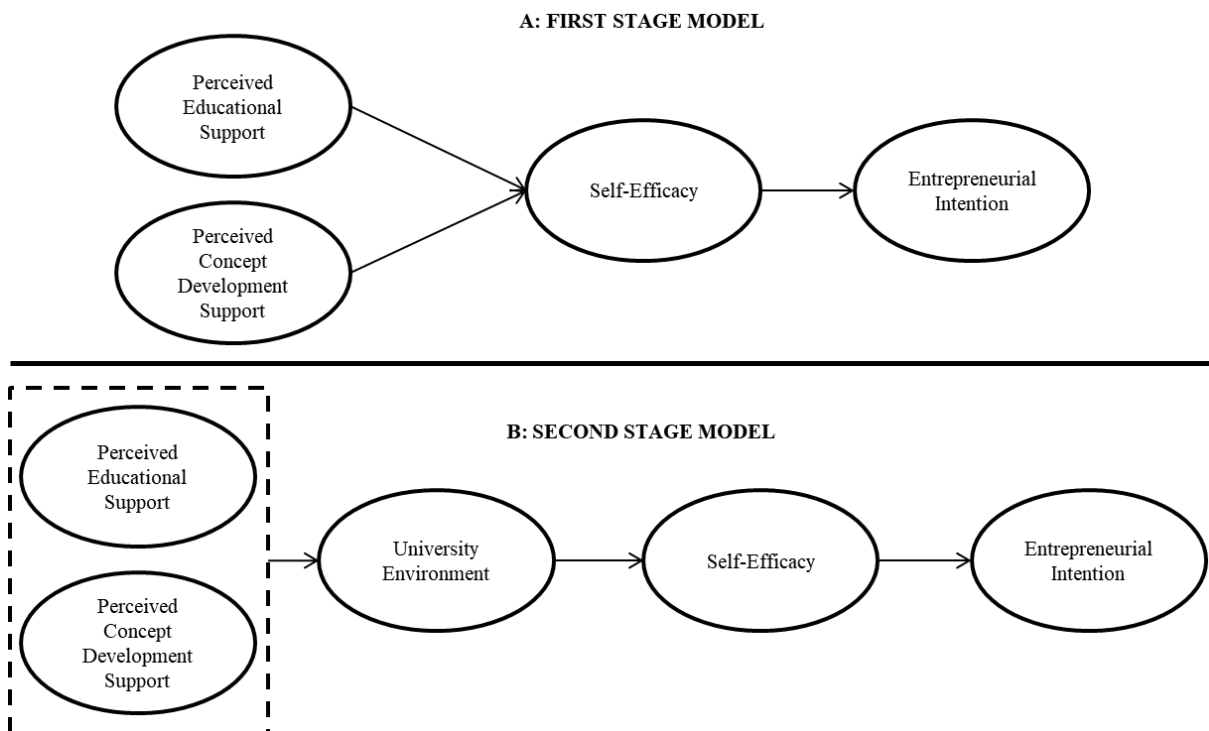 A: FIRST STAGE MODEL
Perceived
Educational
Support
Perceived
Concept
Development
Support
Self-Efficacy
Entrepreneurial
Intention
B: SECOND STAGE MODEL
Perceived
Educational
Support
Perceived
Concept
Development
Support
University
Environment
Self-Efficacy
Entrepreneurial
Intention